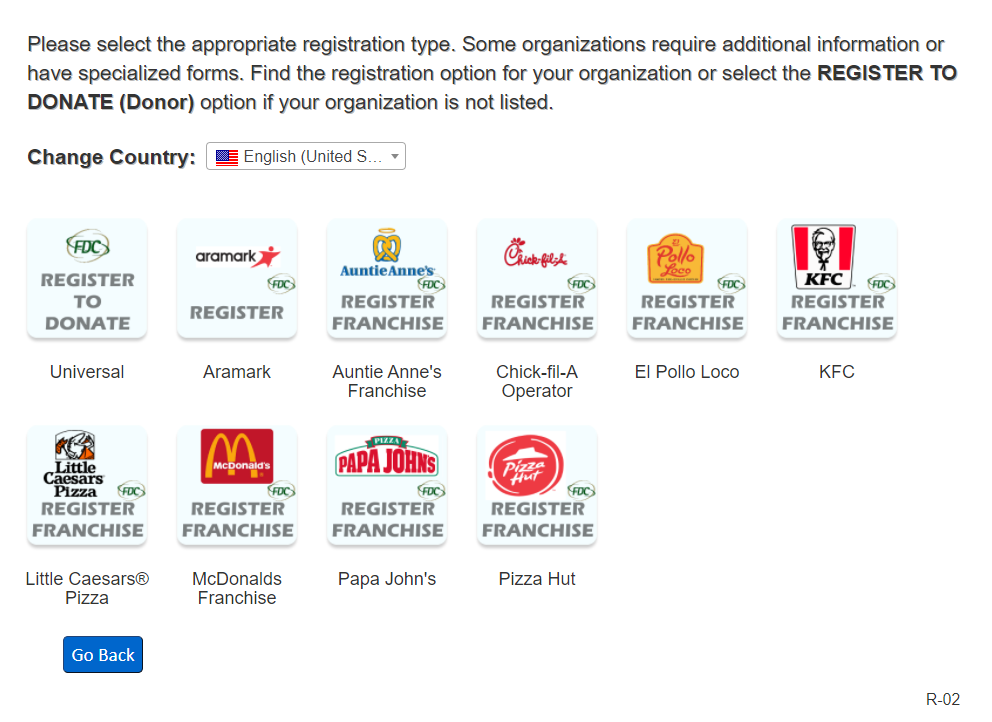 Please select the appropriate registration type. Some organizations require additional information or
have specialized forms. Find the registration option for your organization or select the REGISTER TO
DONATE (Donor) option if your organization is not listed.
Change Country: English (United S...
FDC
REGISTER
TO
DONATE
Universal
aramark
FDC
REGISTER
Aramark
Auntie Anne's
FDC
REGISTER
FRANCHISE
Auntie Anne's
Franchise
Chick-fil-A
FDC
REGISTER
FRANCHISE
Chick-fil-A
Operator
El
Pollo
Loco
FDC
REGISTER
FRANCHISE
El Pollo Loco
KFC
FDC
REGISTER
FRANCHISE
KFC
Little
Caesars
Pizza
FDC
REGISTER
FRANCHISE
Little Caesars®
Pizza
McDonald's
FDC
REGISTER
FRANCHISE
McDonalds
Franchise
PIZZA
PAPA JOHN'S
FDC
REGISTER
FRANCHISE
Papa John's
Pizza
Hut
FDC
REGISTER
FRANCHISE
Pizza Hut
Go Back
R-02